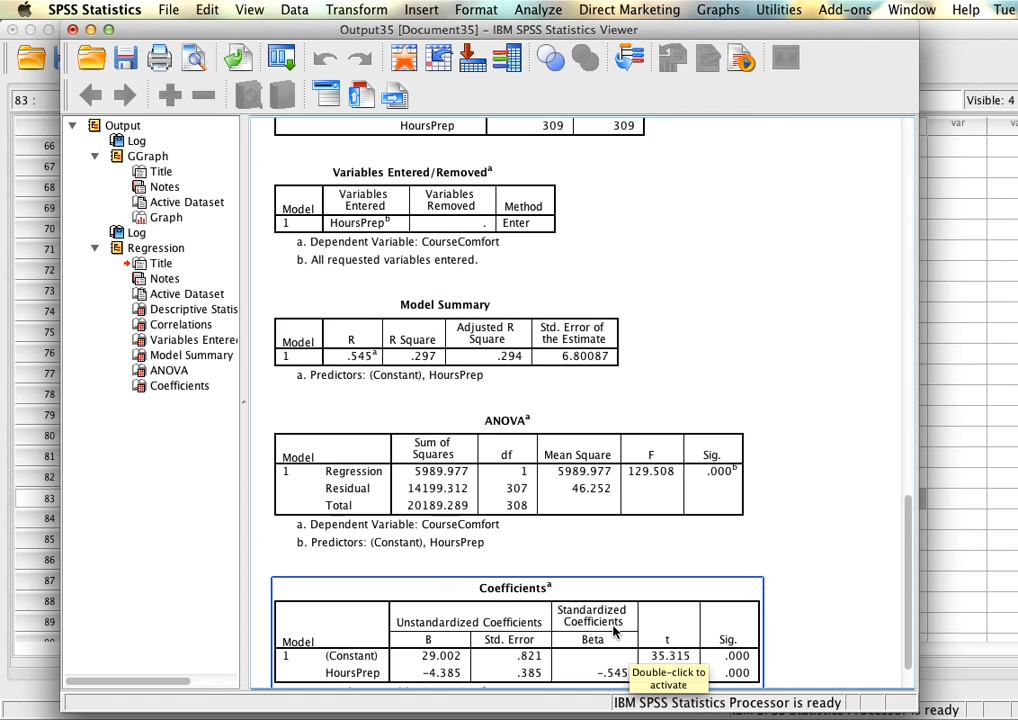 SPSS Statistics File Edit View Data Transform Insert Format Analyze Direct Marketing Graphs Utilities Add-ons Window Help Tue
Output35 [Document35] – IBM SPSS Statistics Viewer
83 :
Visible: 4
var
66
67
68
69
70
71
72
73
74
75
76
77
78
79
80
81
82
83
84
85
86
87
88
89
Output
Log
GGraph
Title
Notes
Active Dataset
Graph
Log
Regression
Title
Notes
Active Dataset
Descriptive Statis
Correlations
Variables Entere
Model Summary
ANOVA
Coefficients
HoursPrep 309 309
Variables Entered/Removeda
Model Variables Entered Variables Removed Method
1 HoursPrepb . Enter
a. Dependent Variable: CourseComfort
b. All requested variables entered.
Model Summary
Model R R Square Adjusted R Square Std. Error of the Estimate
1 .545a .297 .294 6.80087
a. Predictors: (Constant), HoursPrep
ANOVAa
Model Sum of Squares df Mean Square F Sig.
1 Regression 5989.977 1 5989.977 129.508 .000b
Residual 14199.312 307 46.252
Total 20189.289 308
a. Dependent Variable: CourseComfort
b. Predictors: (Constant), HoursPrep
Coefficientsa
Unstandardized Coefficients Standardized Coefficients
Model B Std. Error Beta t Sig.
1 (Constant) 29.002 .821 35.315 .000
HoursPrep -4.385 .385 -.545 .000
Double-click to
activate
IBM SPSS Statistics Processor is ready
ready